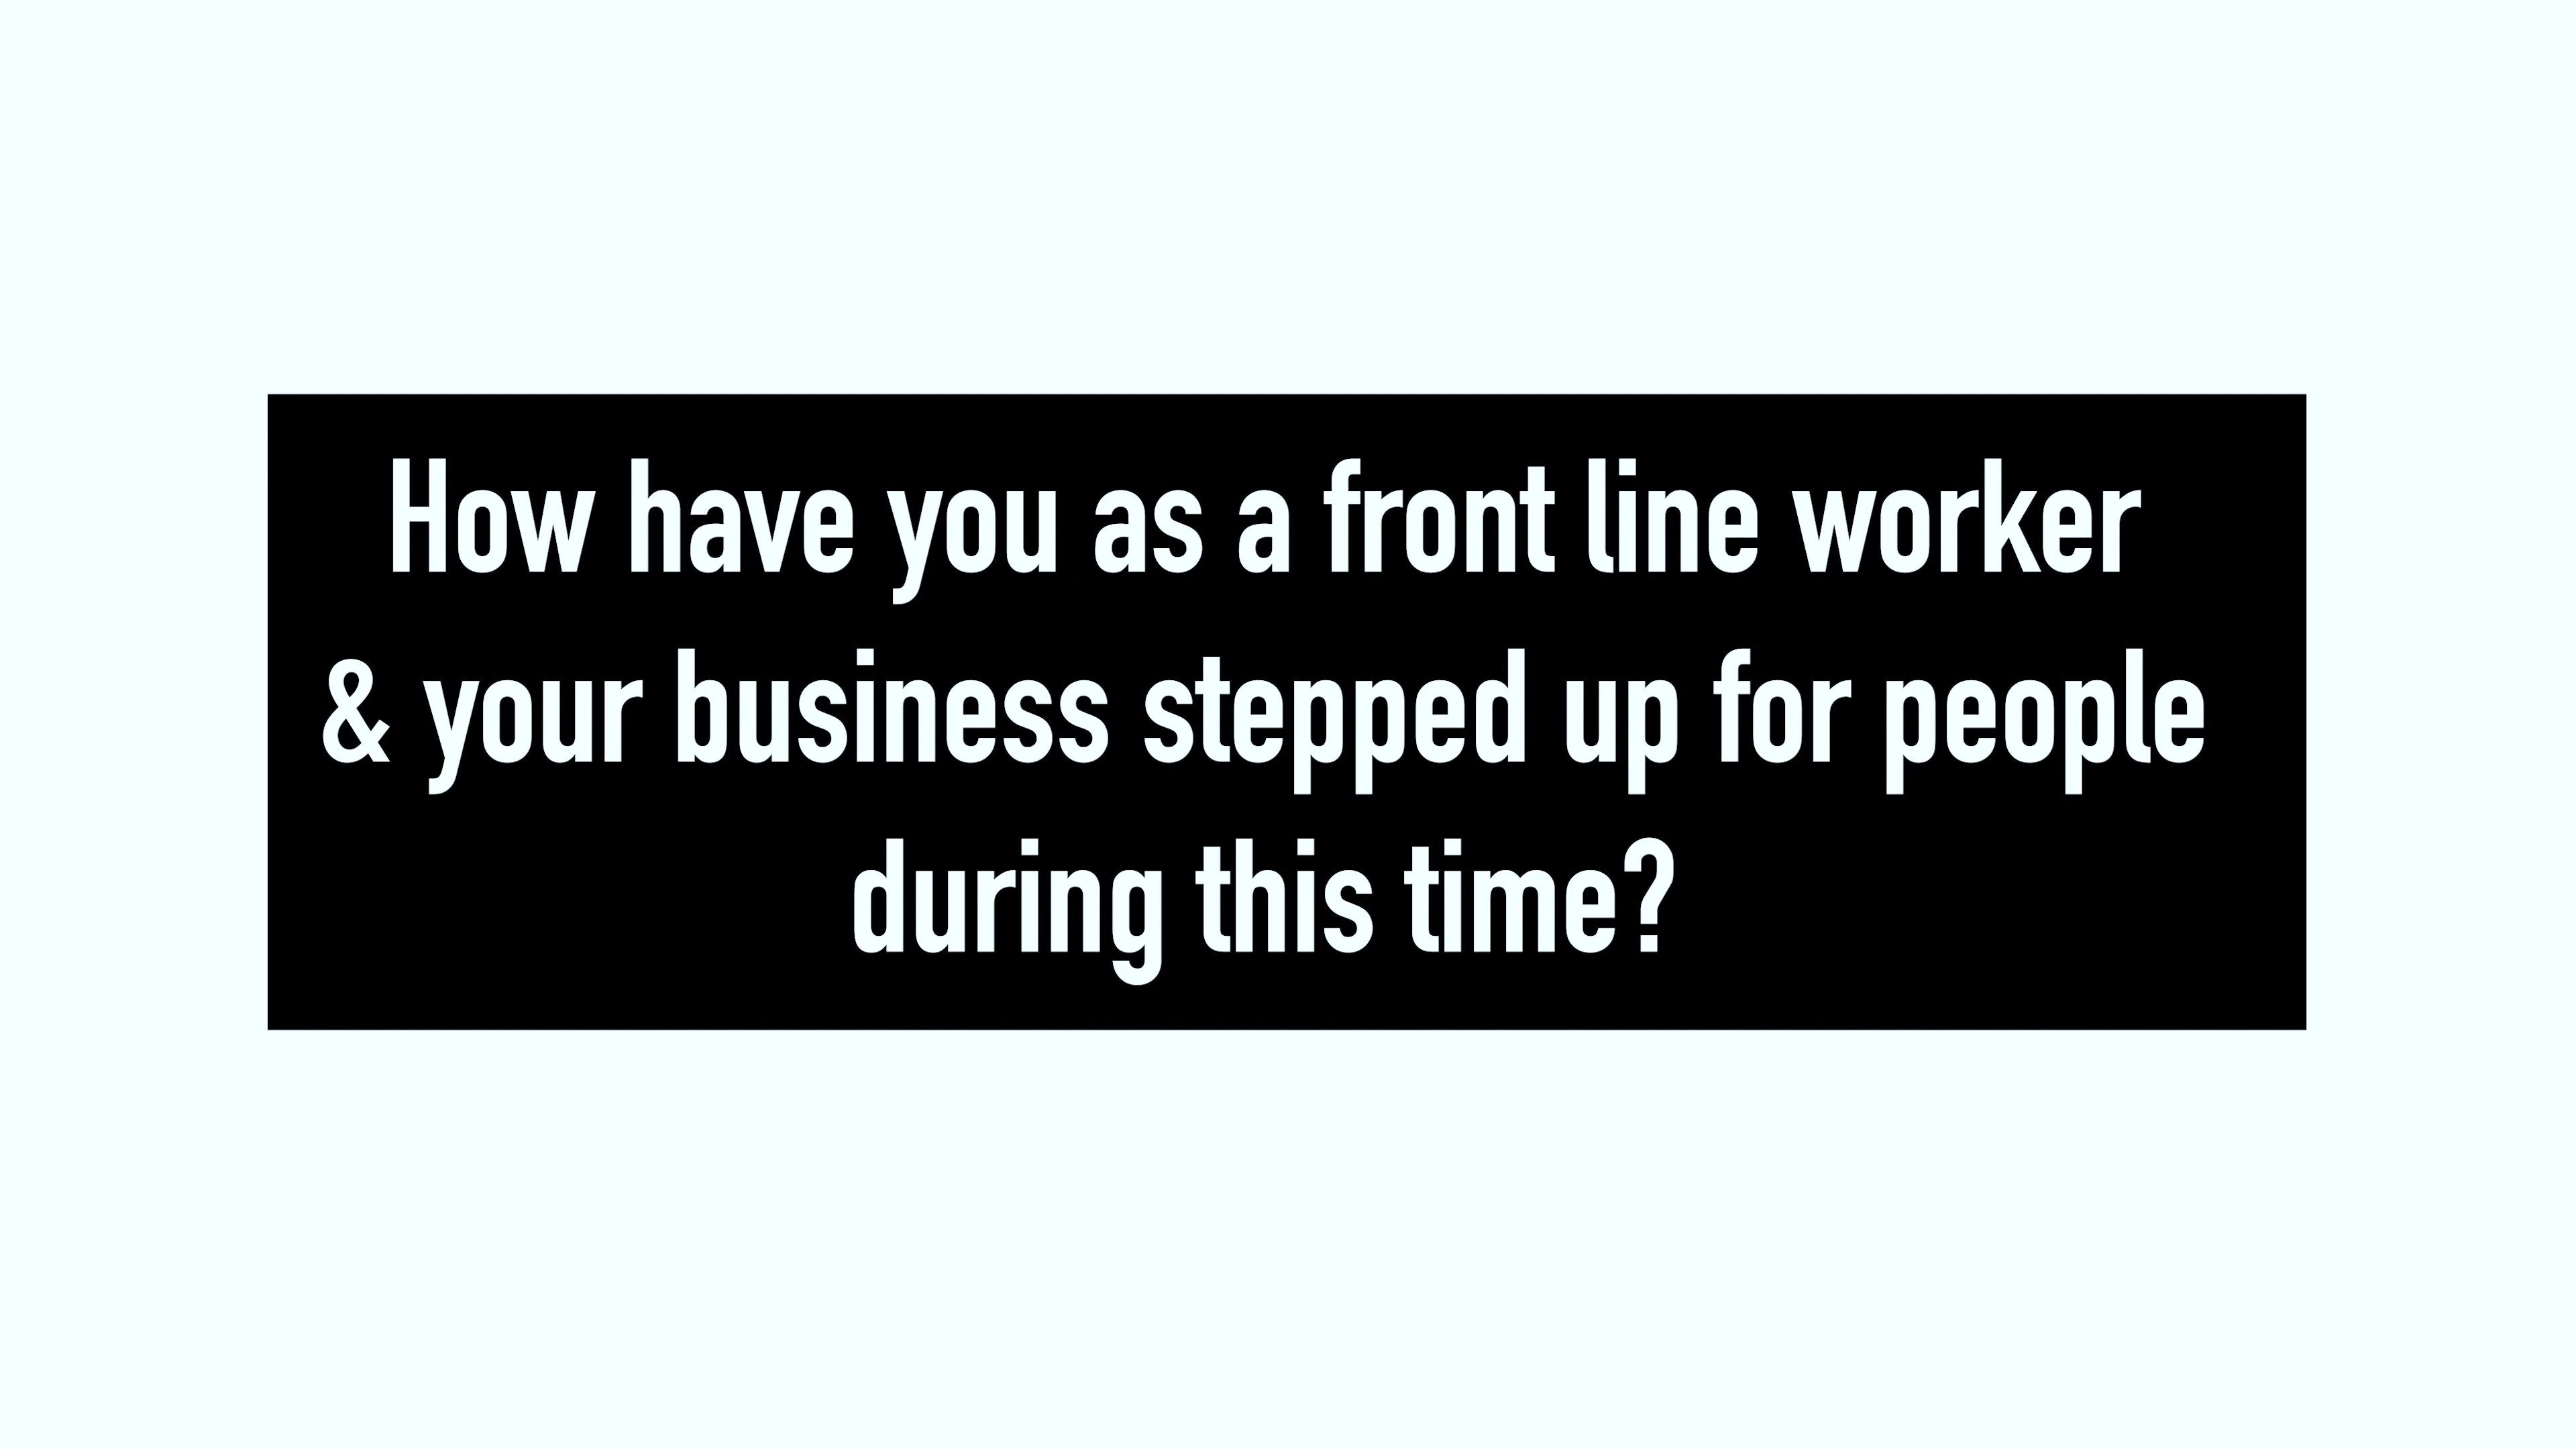 How have you as a front line worker
& your business stepped up for people
during this time?